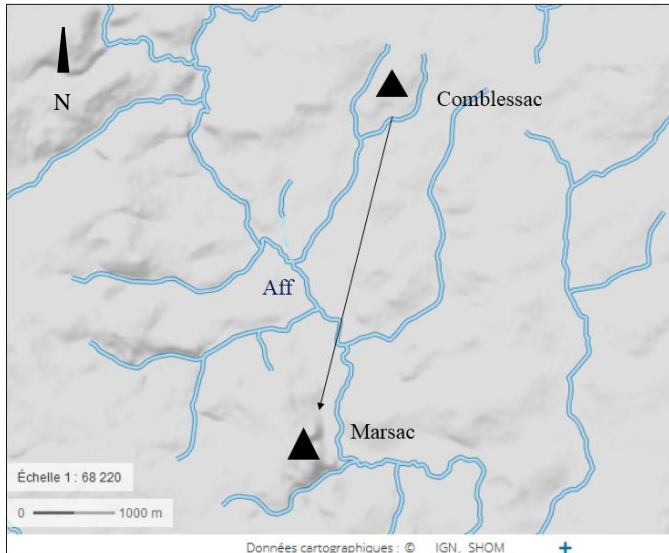 N
Comblessac
Aff
Marsac
Échelle 1 : 68 220
0 1000 m
Données cartographiques : © IGN, SHOM +